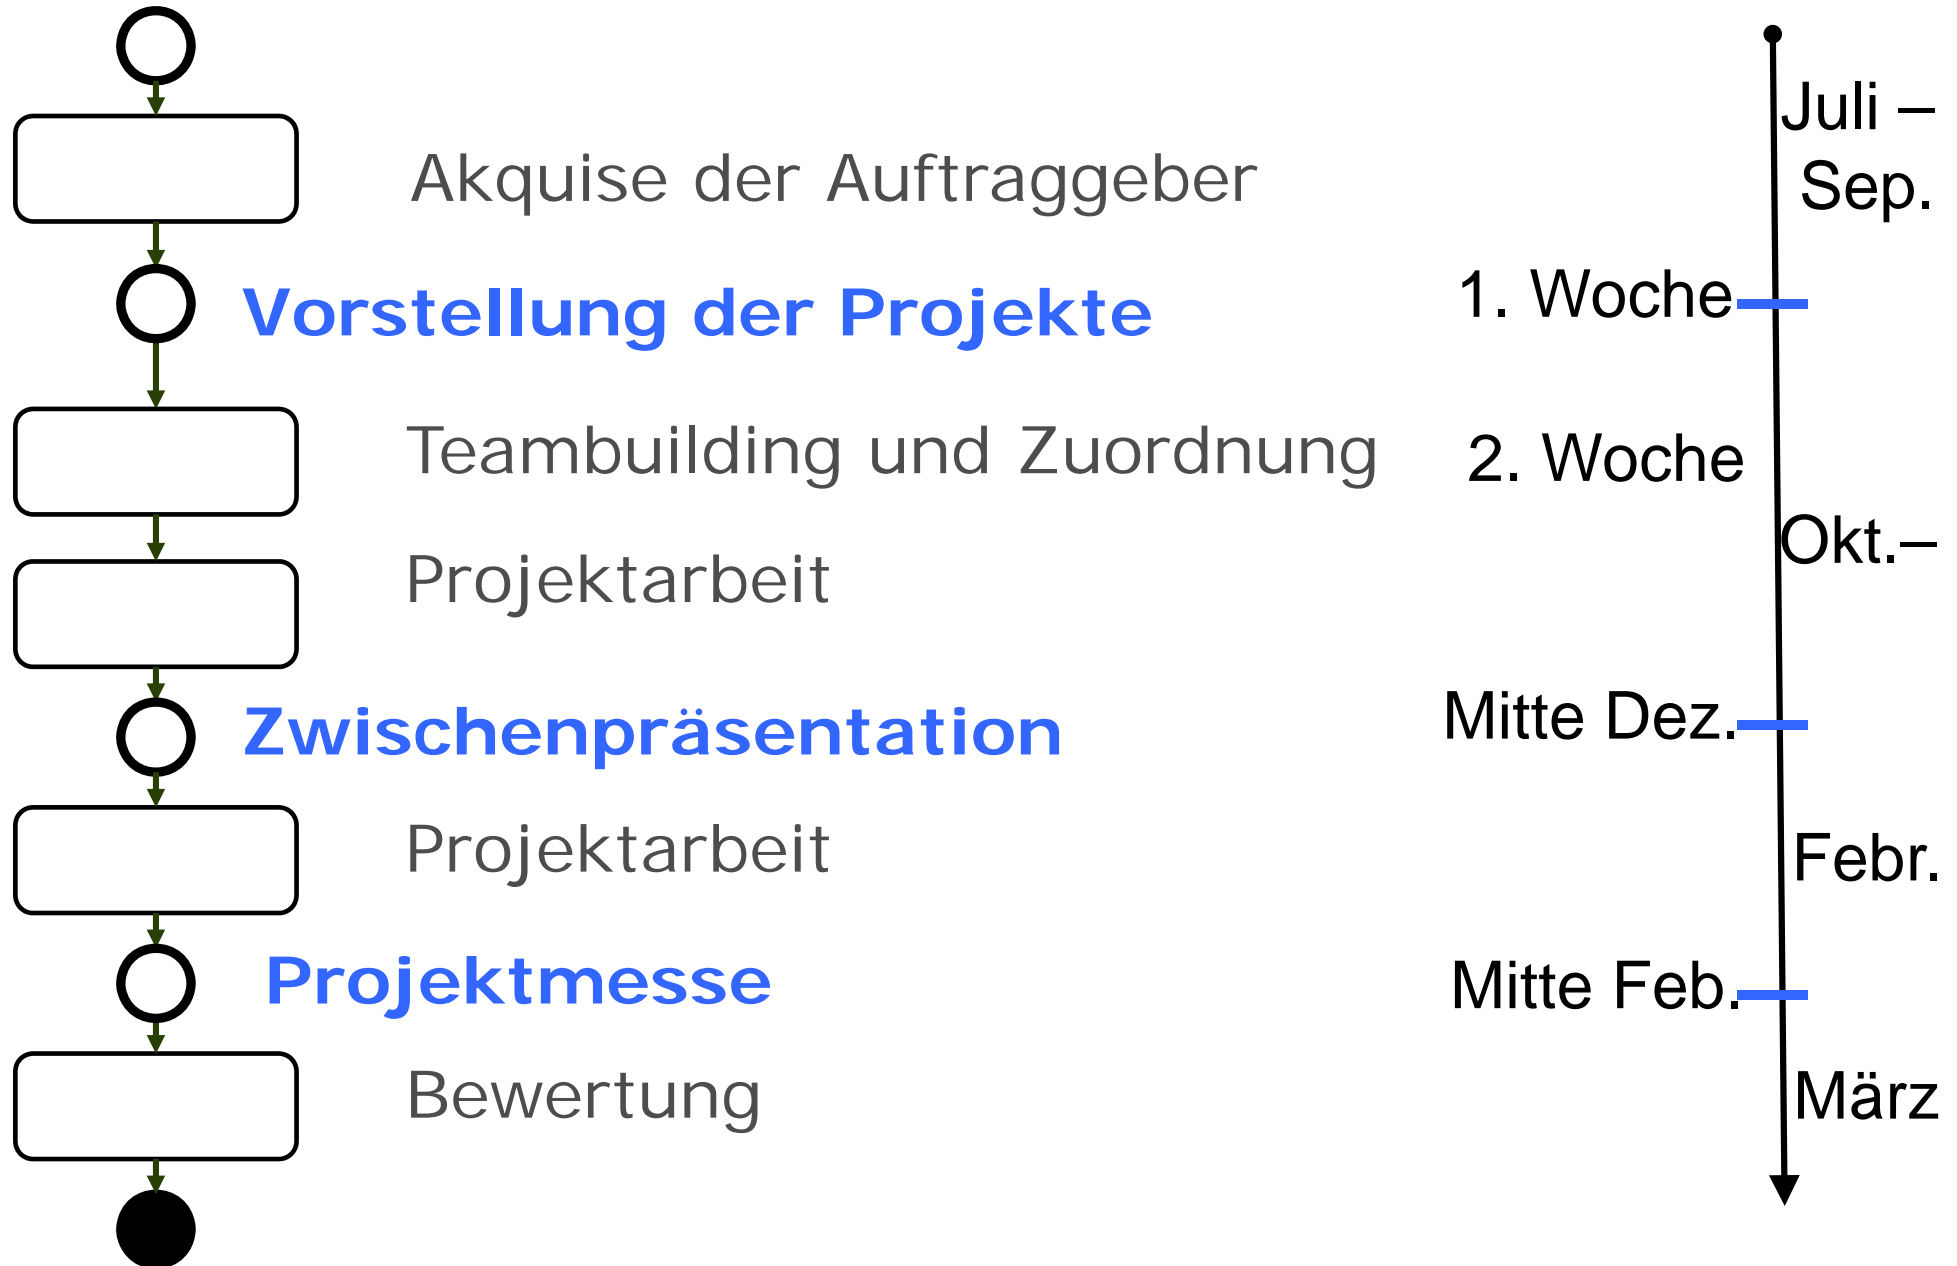 Juli –
Akquise der Auftraggeber
Sep.
Vorstellung der Projekte
1. Woche
Teambuilding und Zuordnung
2. Woche
Okt.–
Projektarbeit
Zwischenpräsentation
Mitte Dez.
Projektarbeit
Febr.
Projektmesse
Mitte Feb.
Bewertung
März